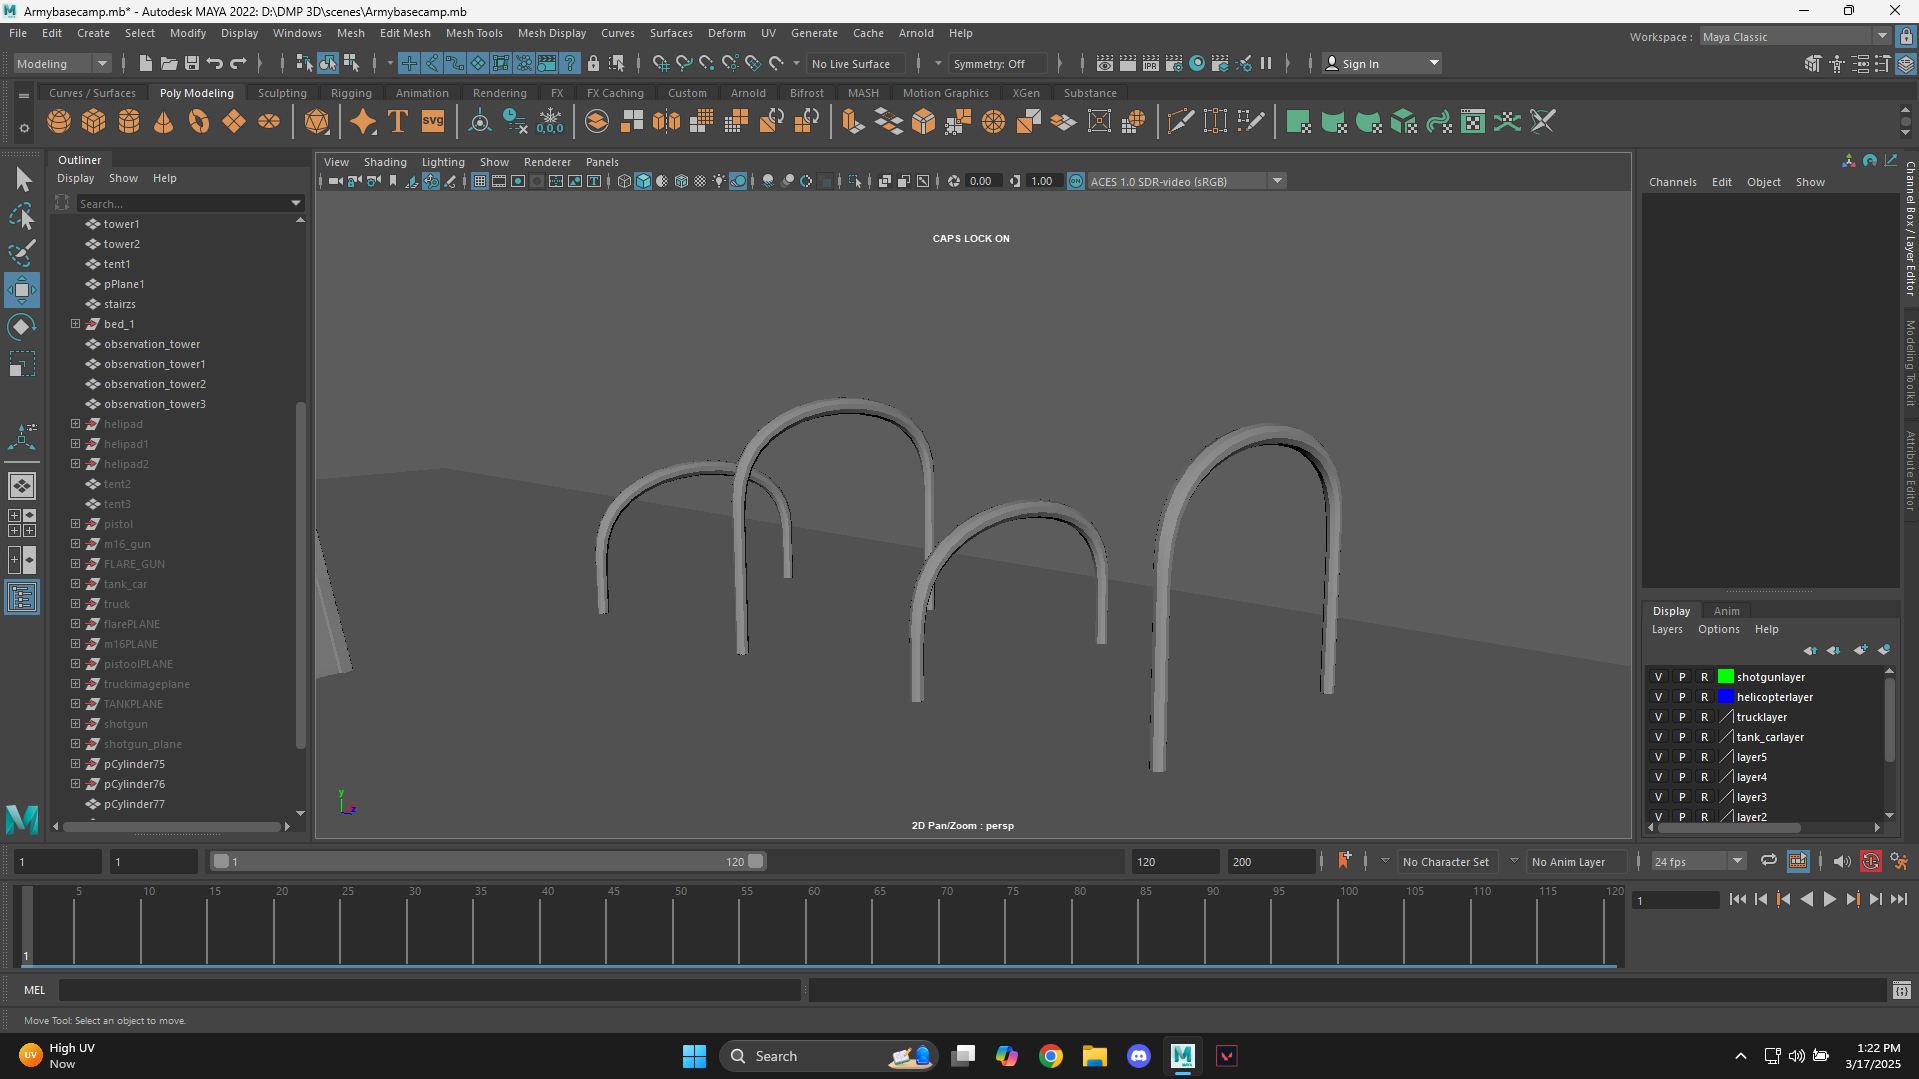 Armybasecamp.mb* - Autodesk MAYA 2022: D:\DMP 3D\scenes\Armybasecamp.mb
File Edit Create Select Modify Display Windows Mesh Edit Mesh Mesh Tools Mesh Display Curves Surfaces Deform UV Generate Cache Arnold Help
Workspace : Maya Classic
Modeling
No Live Surface
Symmetry: Off
IPR
Sign In
Curves / Surfaces Poly Modeling Sculpting Rigging Animation Rendering FX FX Caching Custom Arnold Bifrost MASH Motion Graphics XGen Substance
T
svg
0,0,0
Outliner
Display Show Help
Search...
tower1
tower2
tent1
pPlane1
stairzs
bed_1
observation_tower
observation_tower1
observation_tower2
observation_tower3
helipad
helipad1
helipad2
tent2
tent3
pistol
m16_gun
FLARE_GUN
tank_car
truck
flarePLANE
m16PLANE
pistoolPLANE
truckimageplane
TANKPLANE
shotgun
shotgun_plane
pCylinder75
pCylinder76
pCylinder77
View Shading Lighting Show Renderer Panels
0.00
1.00
ACES 1.0 SDR-video (sRGB)
CAPS LOCK ON
y
z
2D Pan/Zoom : persp
Channels Edit Object Show
Channel Box / Layer Editor
Modeling Toolkit
Attribute Editor
Display Anim
Layers Options Help
V P R shotgunlayer
V P R helicopterlayer
V P R trucklayer
V P R tank_carlayer
V P R layer5
V P R layer4
V P R layer3
V P R layer2
1
1
1
120
120
200
No Character Set
No Anim Layer
24 fps
5 10 15 20 25 30 35 40 45 50 55 60 65 70 75 80 85 90 95 100 105 110 115 120
1
1
MEL
Move Tool: Select an object to move.
UV
High UV
Now
Search
1:22 PM
3/17/2025